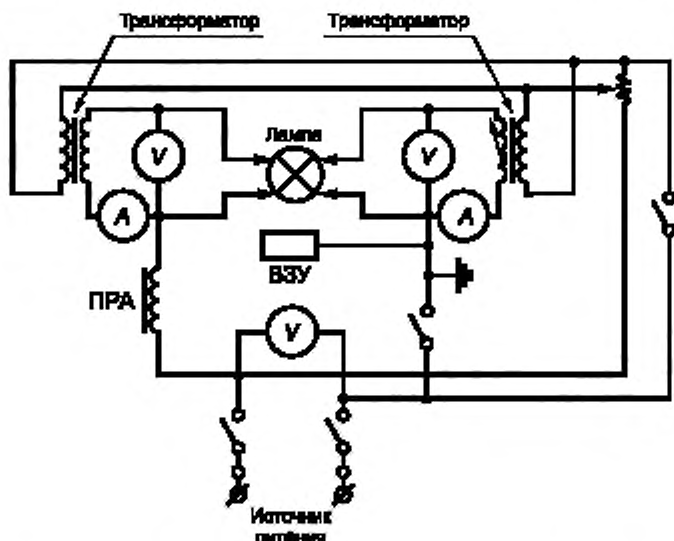 Трансформатор Трансформатор
Лампа
V V
A A
ВЗУ
ПРА
V
Источник
питания